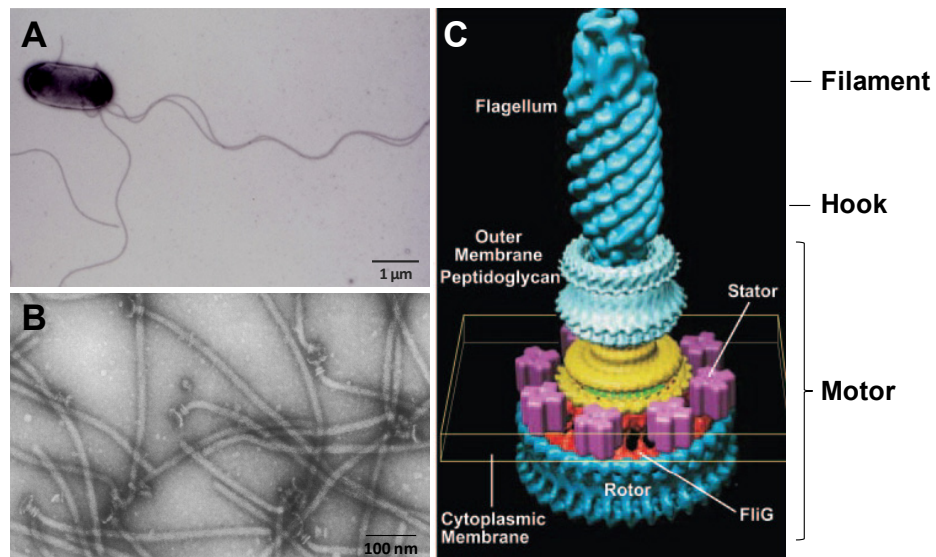 A
1 µm
B
100 nm
C
Flagellum
Outer
Membrane
Peptidoglycan
Stator
Rotor
FliG
Cytoplasmic
Membrane
Filament
Hook
Motor